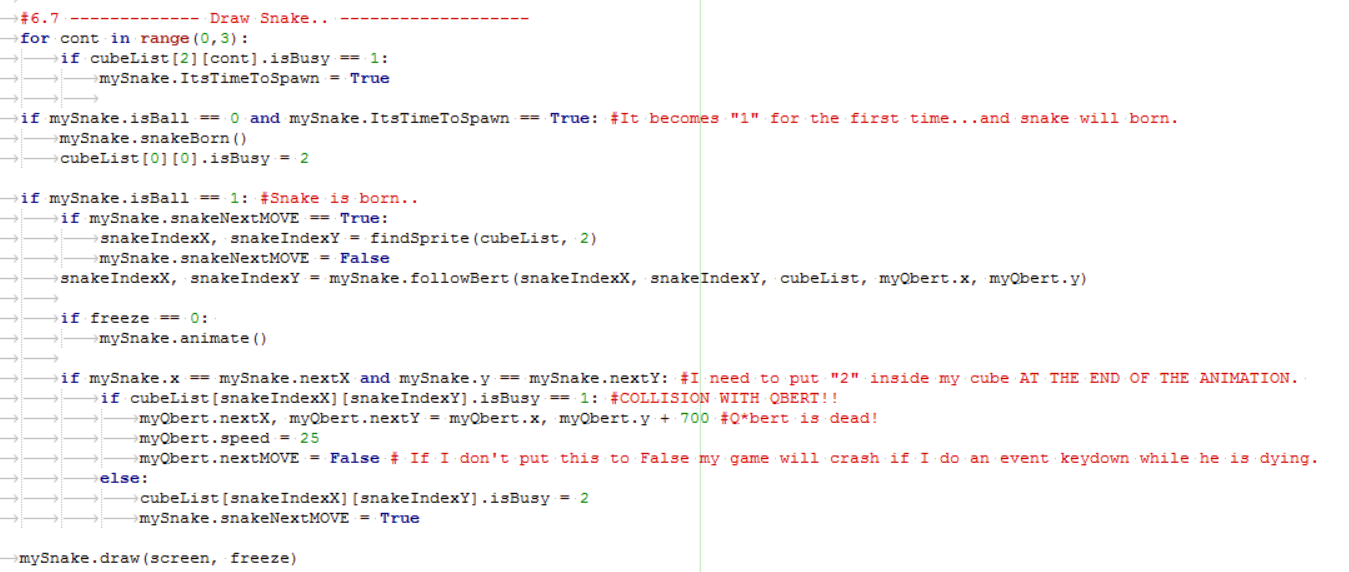 #6.7 ------------- Draw Snake.. -------------------
for cont in range(0,3):
if cubeList[2][cont].isBusy == 1:
mySnake.ItsTimeToSpawn = True
if mySnake.isBall == 0 and mySnake.ItsTimeToSpawn == True: #It becomes "1" for the first time...and snake will born.
mySnake.snakeBorn()
cubeList[0][0].isBusy = 2
if mySnake.isBall == 1: #Snake is born..
if mySnake.snakeNextMOVE == True:
snakeIndexX, snakeIndexY = findSprite(cubeList, 2)
mySnake.snakeNextMOVE = False
snakeIndexX, snakeIndexY = mySnake.followBert(snakeIndexX, snakeIndexY, cubeList, myQbert.x, myQbert.y)
if freeze == 0:
mySnake.animate()
if mySnake.x == mySnake.nextX and mySnake.y == mySnake.nextY: #I need to put "2" inside my cube AT THE END OF THE ANIMATION.
if cubeList[snakeIndexX][snakeIndexY].isBusy == 1: #COLLISION WITH QBERT!!
myQbert.nextX, myQbert.nextY = myQbert.x, myQbert.y + 700 #Q*bert is dead!
myQbert.speed = 25
myQbert.nextMOVE = False # If I don't put this to False my game will crash if I do an event keydown while he is dying.
else:
cubeList[snakeIndexX][snakeIndexY].isBusy = 2
mySnake.snakeNextMOVE = True
mySnake.draw(screen, freeze)